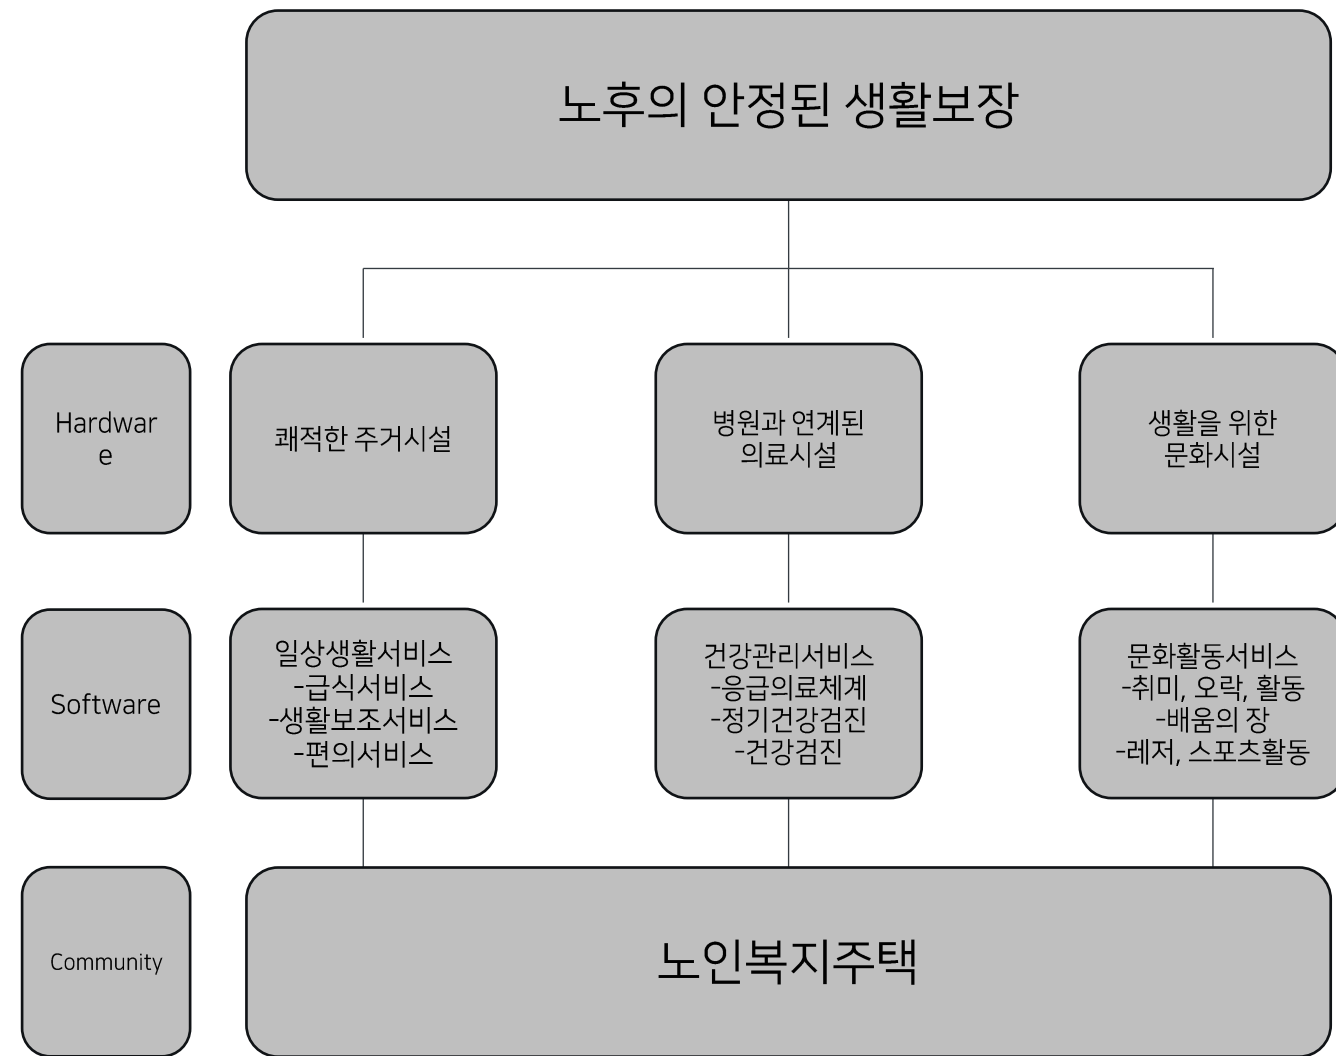 노후의 안정된 생활보장
Hardwar
e
쾌적한 주거시설
병원과 연계된
의료시설
생활을 위한
문화시설
Software
일상생활서비스
-급식서비스
-생활보조서비스
-편의서비스
건강관리서비스
-응급의료체계
-정기건강검진
-건강검진
문화활동서비스
-취미, 오락, 활동
-배움의 장
-레저, 스포츠활동
Community
노인복지주택